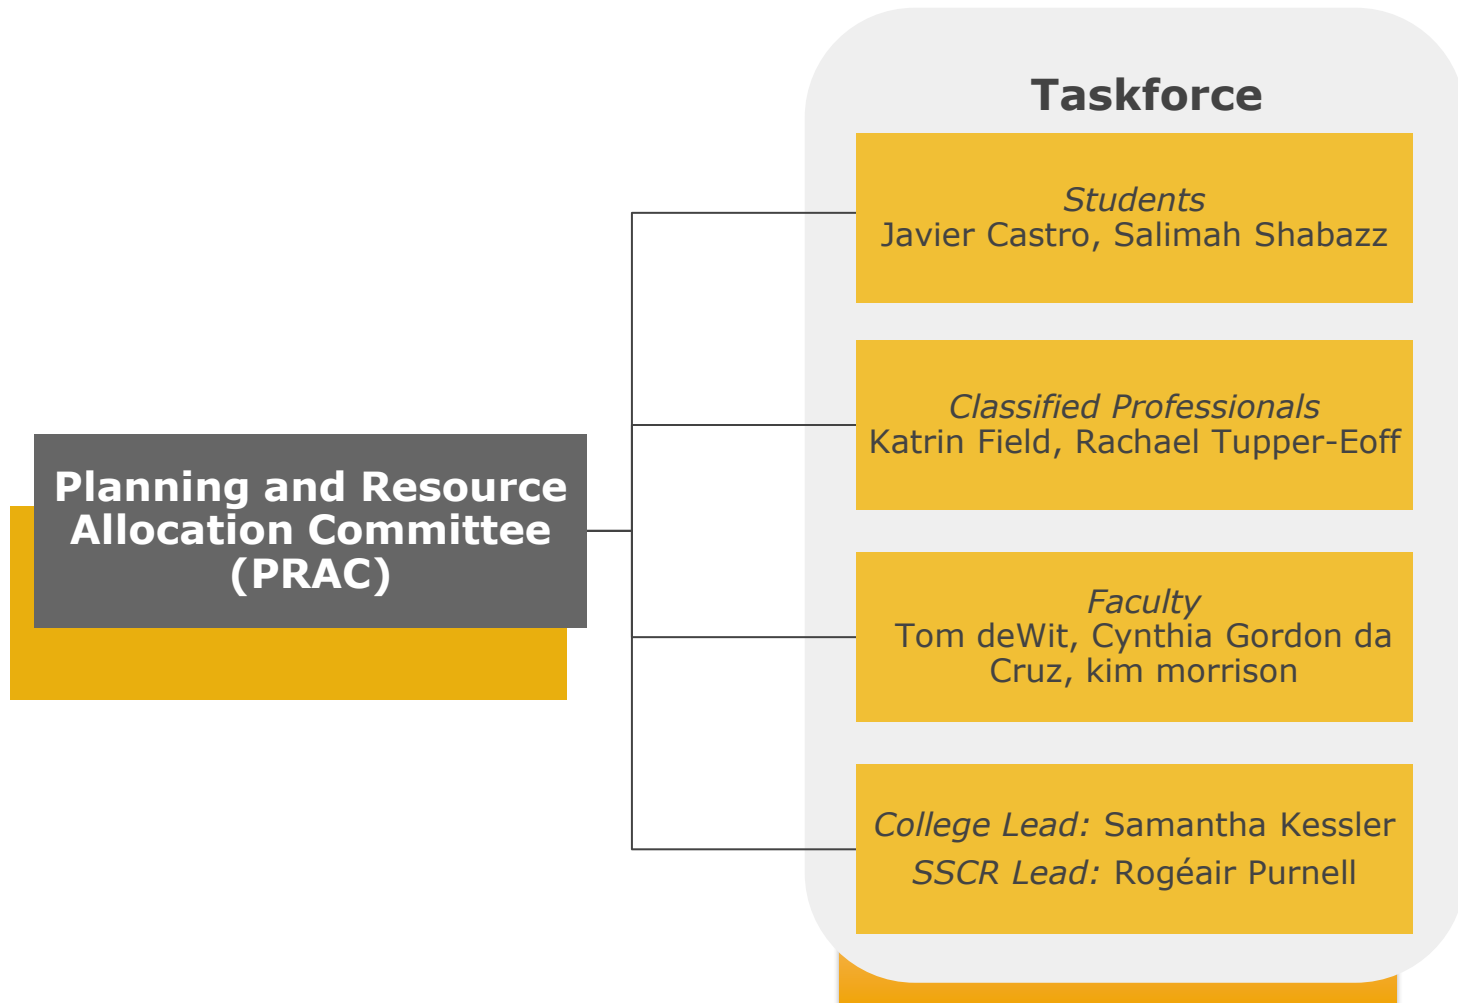 Taskforce
Students
Javier Castro, Salimah Shabazz
Classified Professionals
Katrin Field, Rachael Tupper-Eoff
Planning and Resource
Allocation Committee
(PRAC)
Faculty
Tom deWit, Cynthia Gordon da
Cruz, kim morrison
College Lead: Samantha Kessler
SSCR Lead: Rogéair Purnell